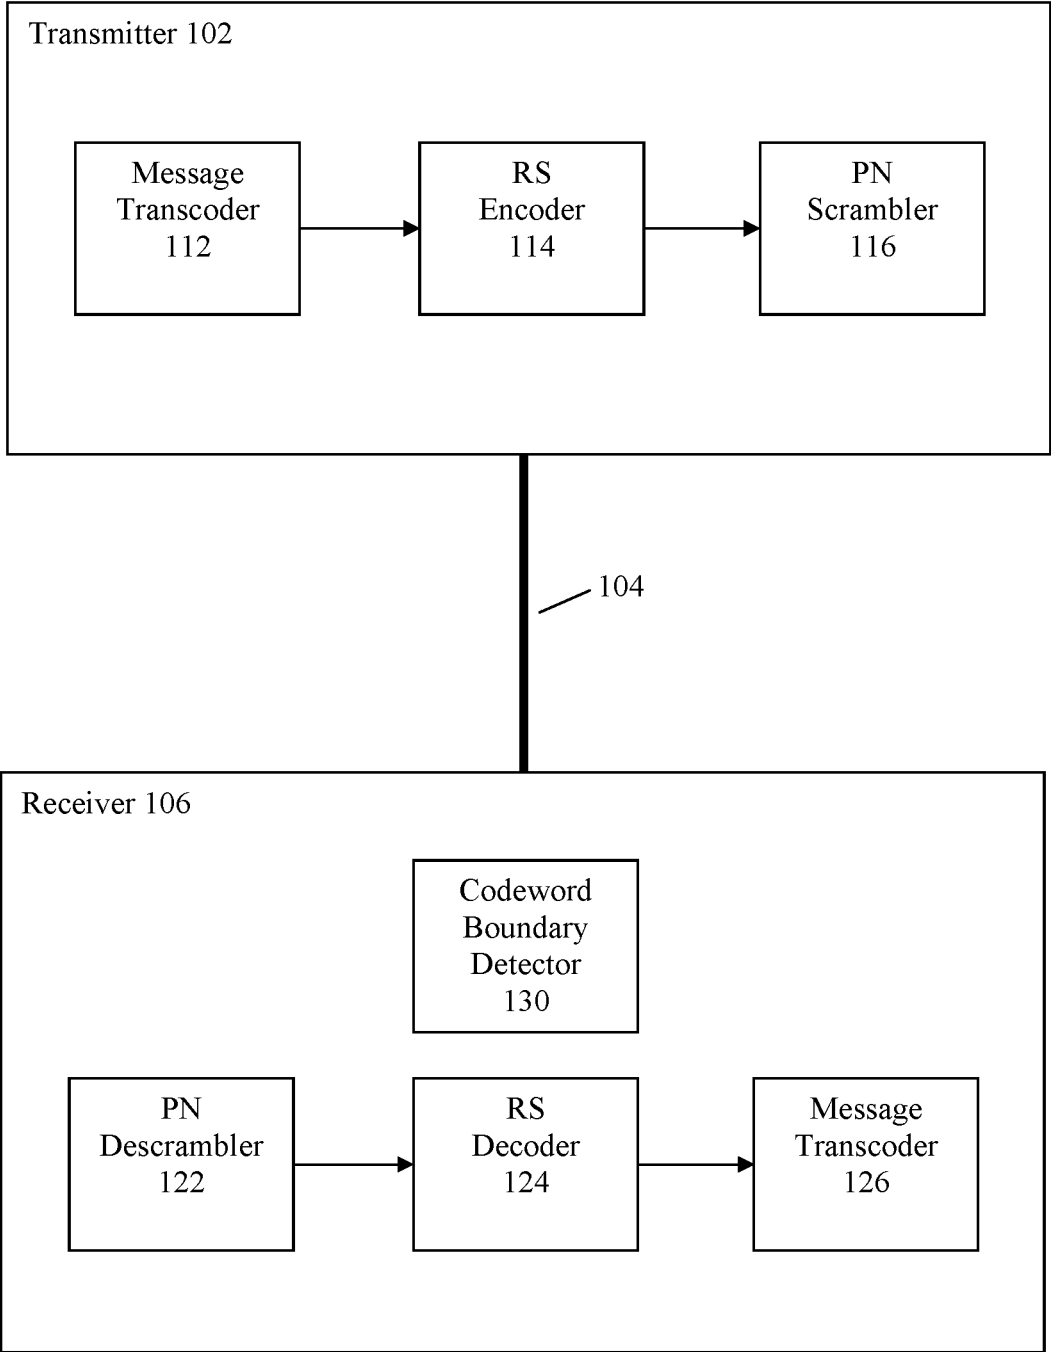 Transmitter 102
Message
Transcoder
112
RS
Encoder
114
PN
Scrambler
116
104
Receiver 106
Codeword
Boundary
Detector
130
PN
Descrambler
122
RS
Decoder
124
Message
Transcoder
126